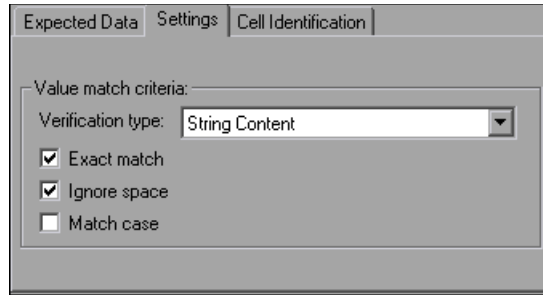 Expected Data Settings Cell Identification
Value match criteria:
Verification type: String Content
Exact match
Ignore space
Match case